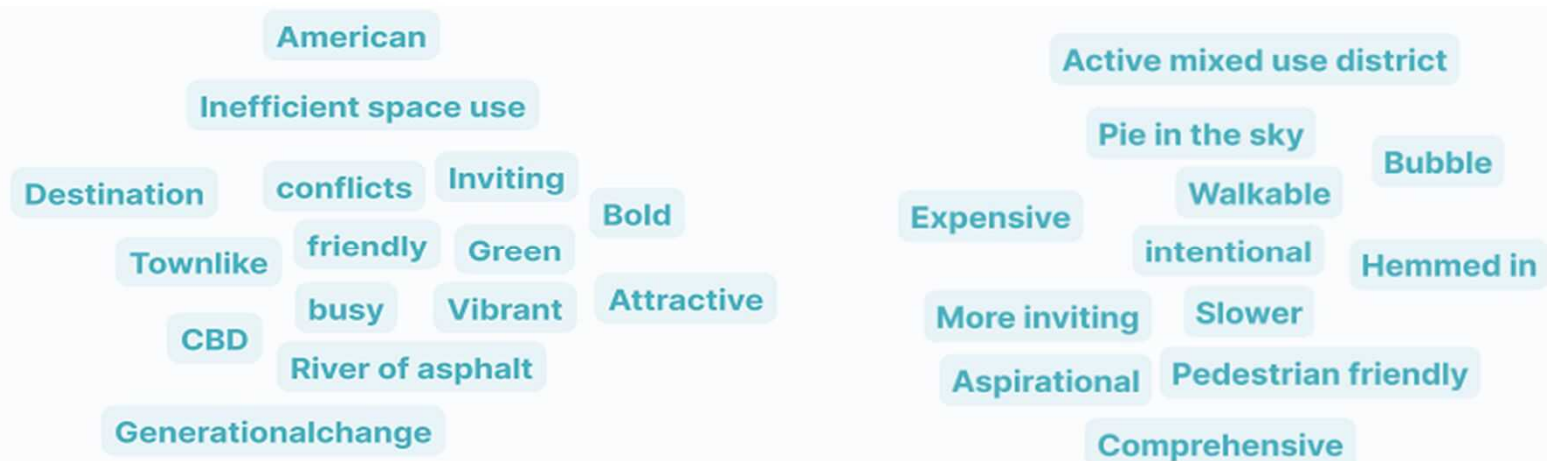 American
Inefficient space use
Destination
conflicts
Inviting
Bold
Townlike
friendly
Green
busy
Vibrant
Attractive
CBD
River of asphalt
Generationalchange
Active mixed use district
Pie in the sky
Bubble
Walkable
Expensive
intentional
Hemmed in
More inviting
Slower
Aspirational
Pedestrian friendly
Comprehensive